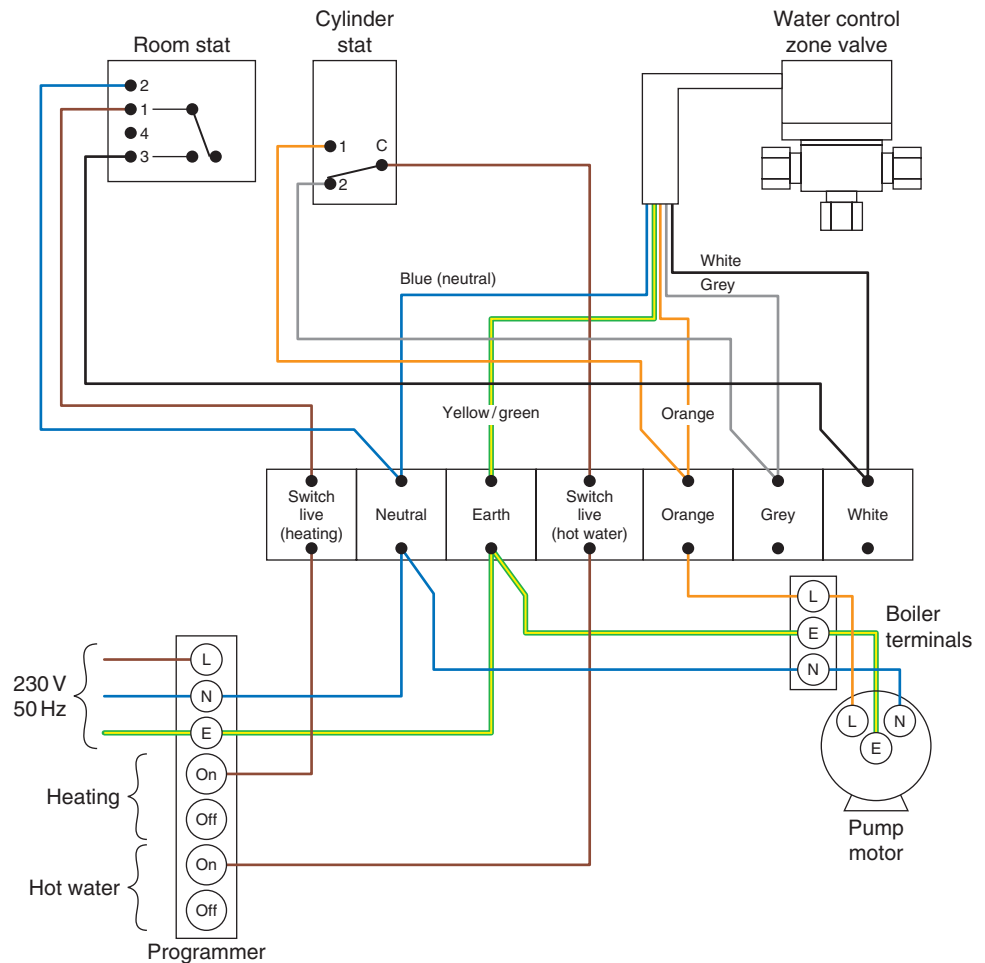 Cylinder
stat
Water control
zone valve
Room stat
2
1
4
3
1
C
2
White
Blue (neutral)
Grey
Yellow/green
Orange
Switch
live
(heating)
Neutral
Earth
Switch
live
(hot water)
Orange
Grey
White
L
E
N
Boiler
terminals
230 V
50 Hz
L
N
E
Heating
On
Off
Hot water
On
Off
Programmer
L
N
E
Pump
motor